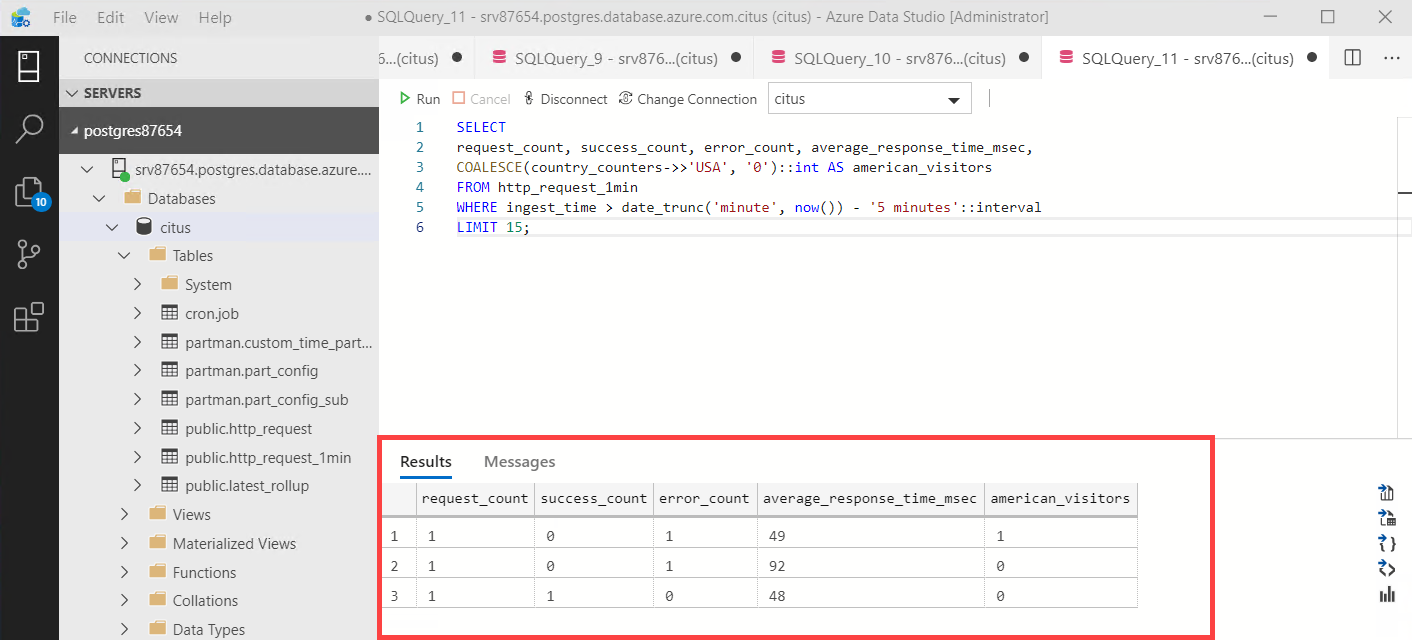 File Edit View Help ● SQLQuery_11 - srv87654.postgres.database.azure.com.citus (citus) - Azure Data Studio [Administrator]
CONNECTIONS
6...(citus) SQLQuery_9 - srv876...(citus) SQLQuery_10 - srv876...(citus) SQLQuery_11 - srv876...(citus)
SERVERS
Run Cancel Disconnect Change Connection citus
postgres87654
srv87654.postgres.database.azure....
Databases
citus
Tables
System
cron.job
partman.custom_time_part...
partman.part_config
partman.part_config_sub
public.http_request
public.http_request_1min
public.latest_rollup
Views
Materialized Views
Functions
Collations
Data Types
10
1 SELECT
2 request_count, success_count, error_count, average_response_time_msec,
3 COALESCE(country_counters->>'USA', '0')::int AS american_visitors
4 FROM http_request_1min
5 WHERE ingest_time > date_trunc('minute', now()) - '5 minutes'::interval
6 LIMIT 15;
Results Messages
request_count success_count error_count average_response_time_msec american_visitors
1 1 0 1 49 1
2 1 0 1 92 0
3 1 1 0 48 0